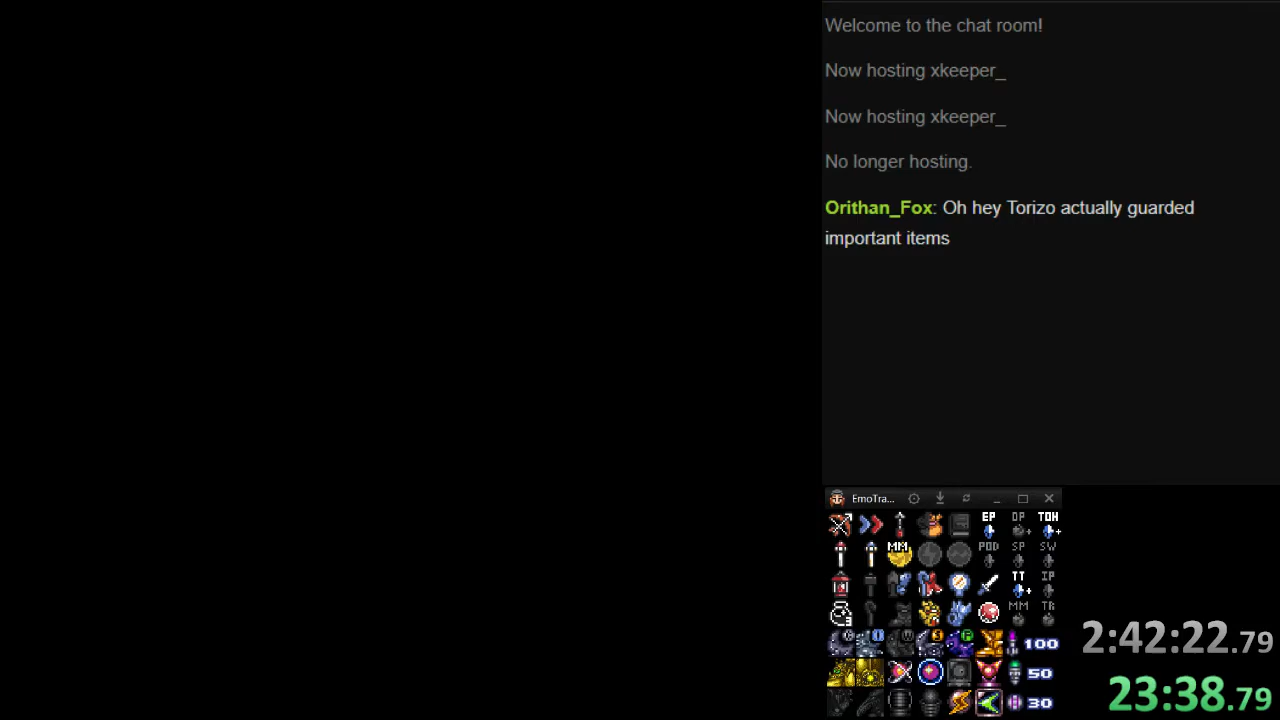 Welcome to the chat room!
Now hosting xkeeper_
Now hosting xkeeper_
No longer hosting.
Orithan_Fox: Oh hey Torizo actually guarded
important items
EmoTra...
EP DP TOH
MM POD SP SW
TT IP
MM TR
100
50
30
2:42:22.79
23:38.79